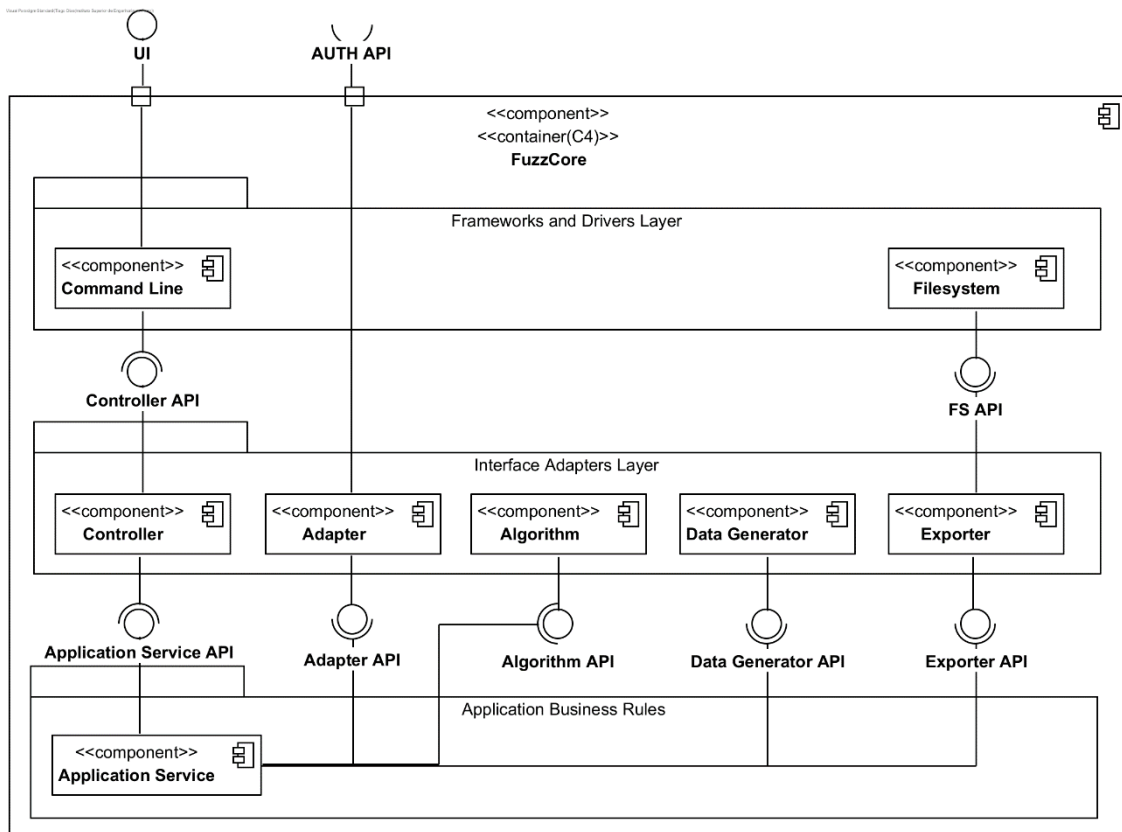 UI
AUTH API
<<component>>
<<container(C4)>>
FuzzCore
Frameworks and Drivers Layer
<<component>>
Command Line
<<component>>
Filesystem
Controller API
FS API
Interface Adapters Layer
<<component>>
Controller
<<component>>
Adapter
<<component>>
Algorithm
<<component>>
Data Generator
<<component>>
Exporter
Application Service API
Adapter API
Algorithm API
Data Generator API
Exporter API
Application Business Rules
<<component>>
Application Service